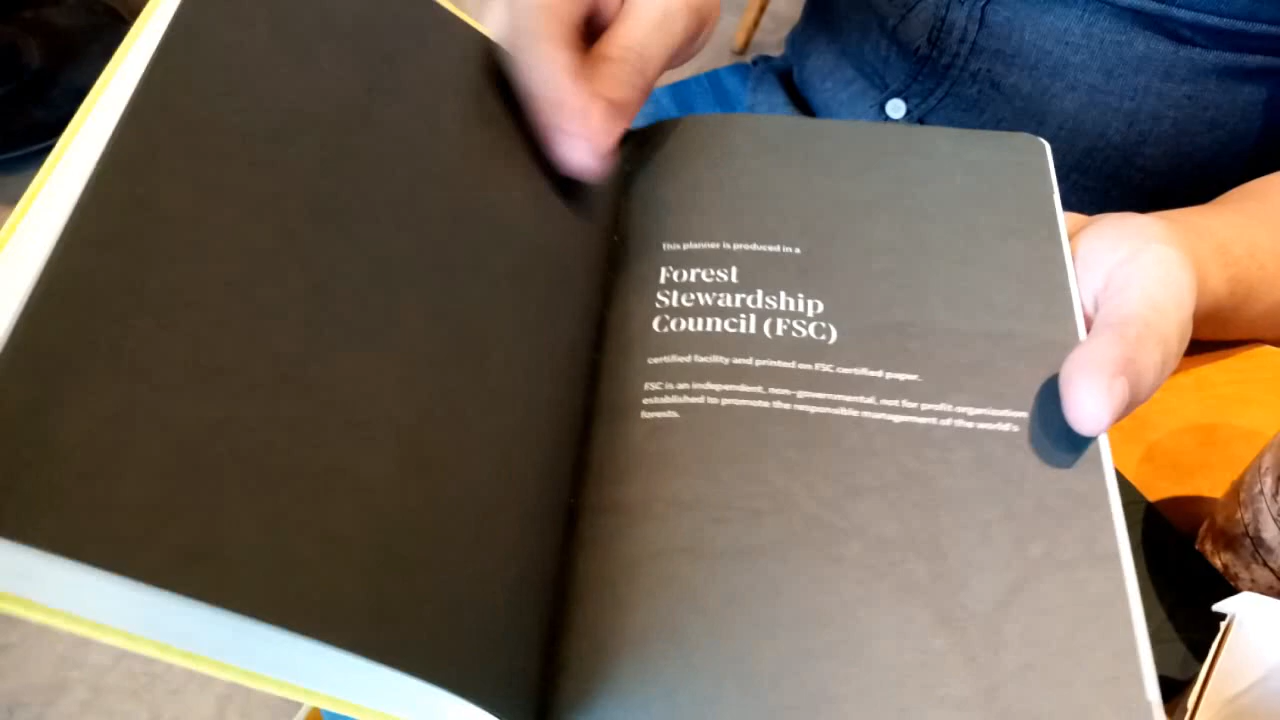 This planner is produced in a
Forest
Stewardship
Council (FSC)
certified facility and printed on FSC certified paper.
FSC is an independent, non-governmental, not for profit organization
established to promote the responsible management of the world's
forests.